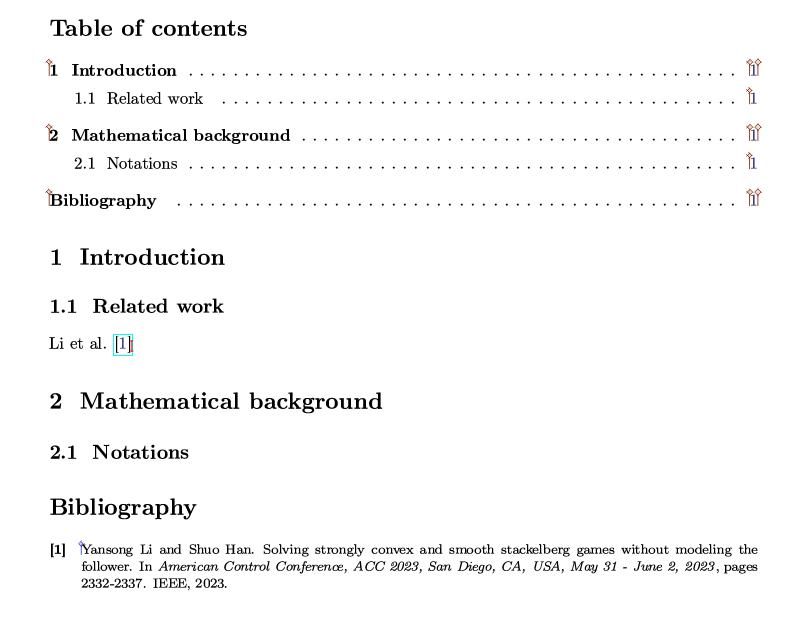 Table of contents
1 Introduction . . . . . . . . . . . . . . . . . . . . . . . . . . . . . . . . . . . . . . . . . . . . . . . . . 1
1.1 Related work . . . . . . . . . . . . . . . . . . . . . . . . . . . . . . . . . . . . . . . . . . . . . . 1
2 Mathematical background . . . . . . . . . . . . . . . . . . . . . . . . . . . . . . . . . . . . . . . 1
2.1 Notations . . . . . . . . . . . . . . . . . . . . . . . . . . . . . . . . . . . . . . . . . . . . . . . . . 1
Bibliography . . . . . . . . . . . . . . . . . . . . . . . . . . . . . . . . . . . . . . . . . . . . . . . . . . 1
1 Introduction
1.1 Related work
Li et al. [1]
2 Mathematical background
2.1 Notations
Bibliography
[1] Yansong Li and Shuo Han. Solving strongly convex and smooth stackelberg games without modeling the
follower. In American Control Conference, ACC 2023, San Diego, CA, USA, May 31 - June 2, 2023, pages
2332-2337. IEEE, 2023.